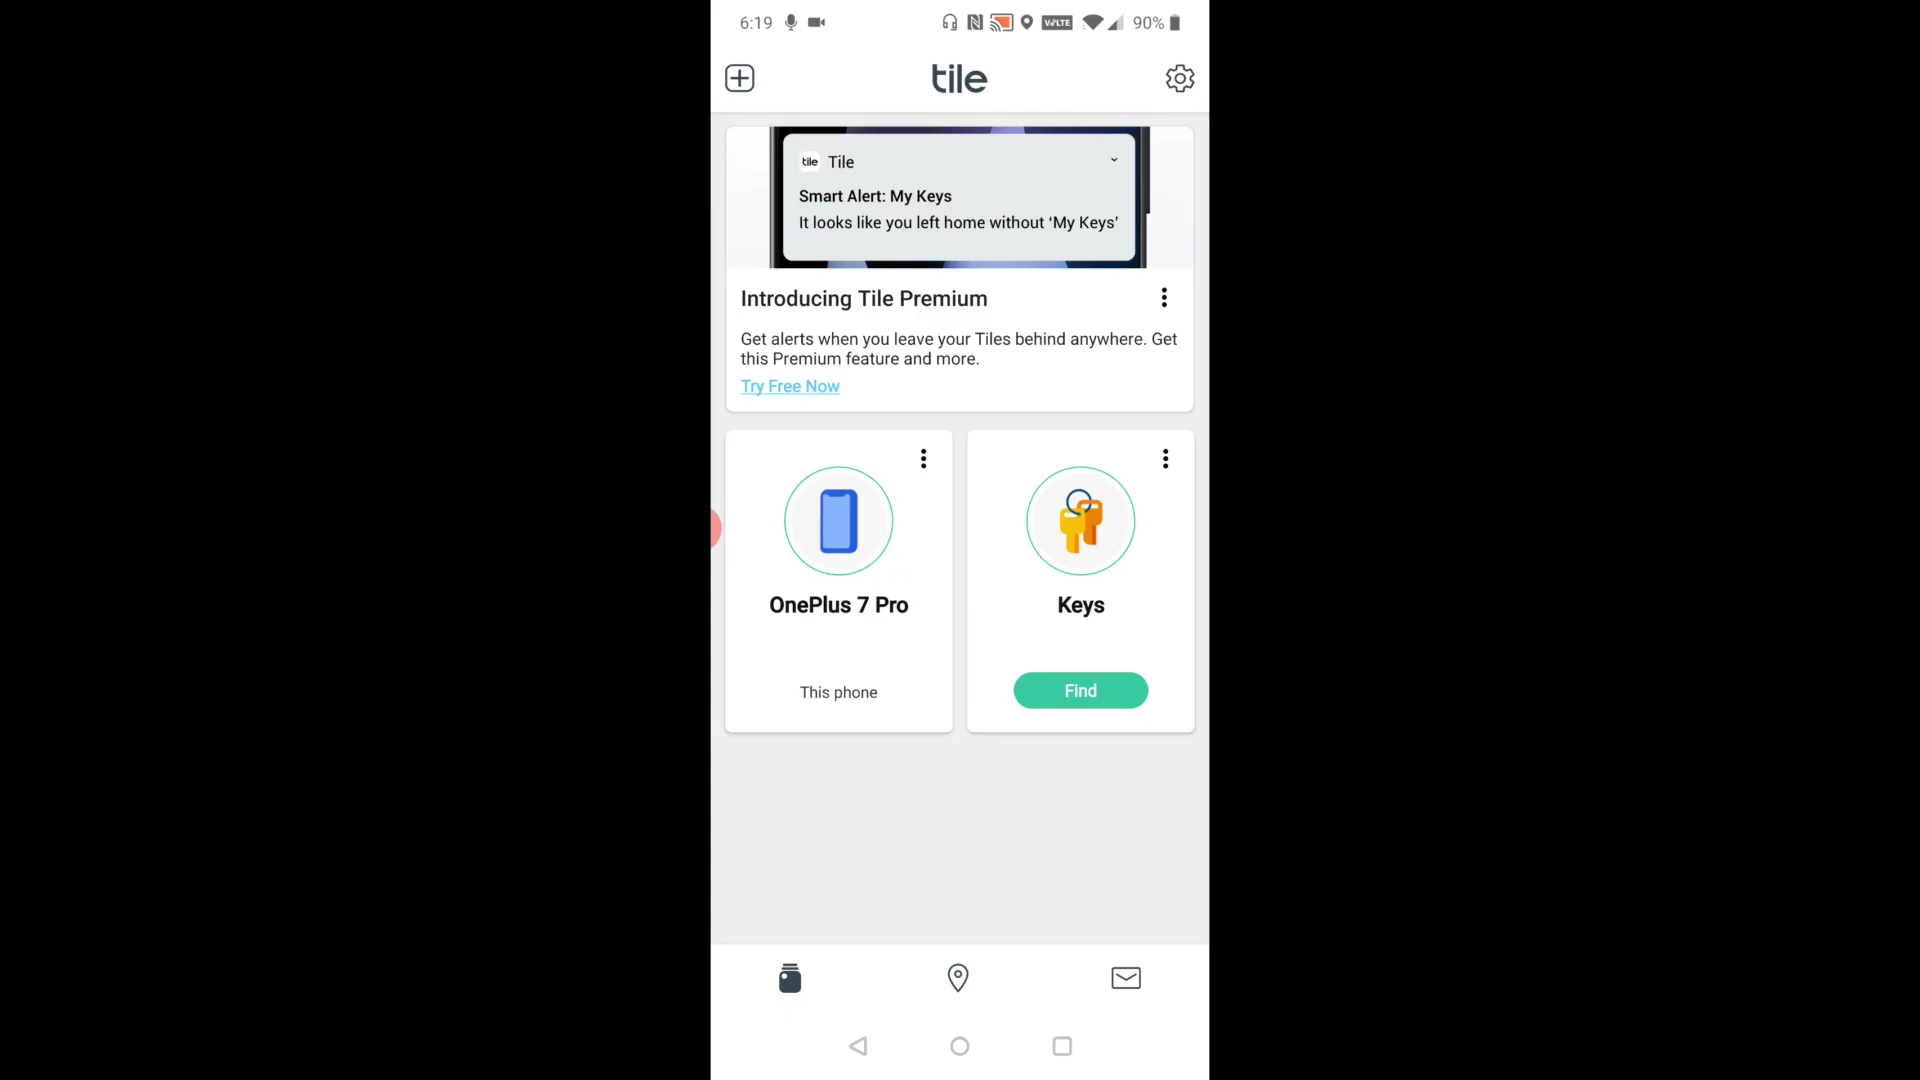 6:19
VoLTE
90%
tile
tile Tile
Smart Alert: My Keys
It looks like you left home without ‘My Keys’
Introducing Tile Premium
Get alerts when you leave your Tiles behind anywhere. Get
this Premium feature and more.
Try Free Now
OnePlus 7 Pro
This phone
Keys
Find